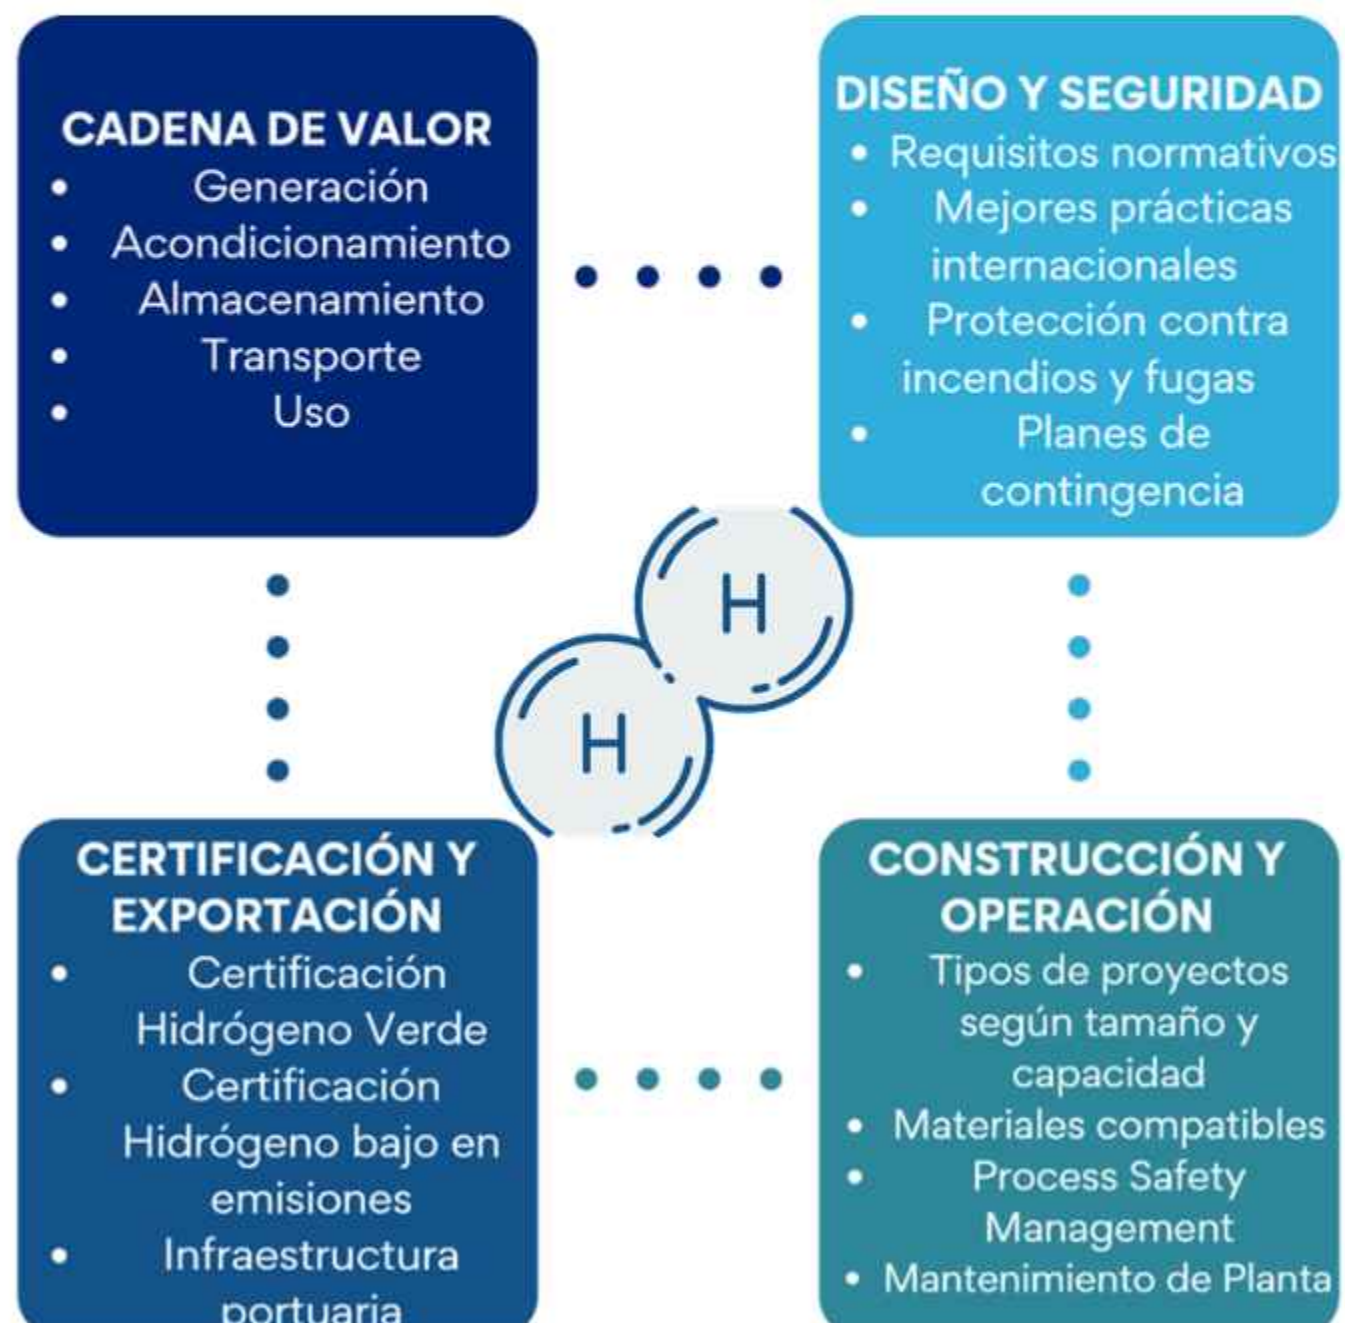 CADENA DE VALOR
• Generación
• Acondicionamiento
• Almacenamiento
• Transporte
• Uso
DISEÑO Y SEGURIDAD
• Requisitos normativos
• Mejores prácticas
internacionales
• Protección contra
incendios y fugas
• Planes de
contingencia
H
H
CERTIFICACIÓN Y
EXPORTACIÓN
• Certificación
Hidrógeno Verde
• Certificación
Hidrógeno bajo en
emisiones
• Infraestructura
portuaria
CONSTRUCCIÓN Y
OPERACIÓN
• Tipos de proyectos
según tamaño y
capacidad
• Materiales compatibles
• Process Safety
Management
• Mantenimiento de Planta